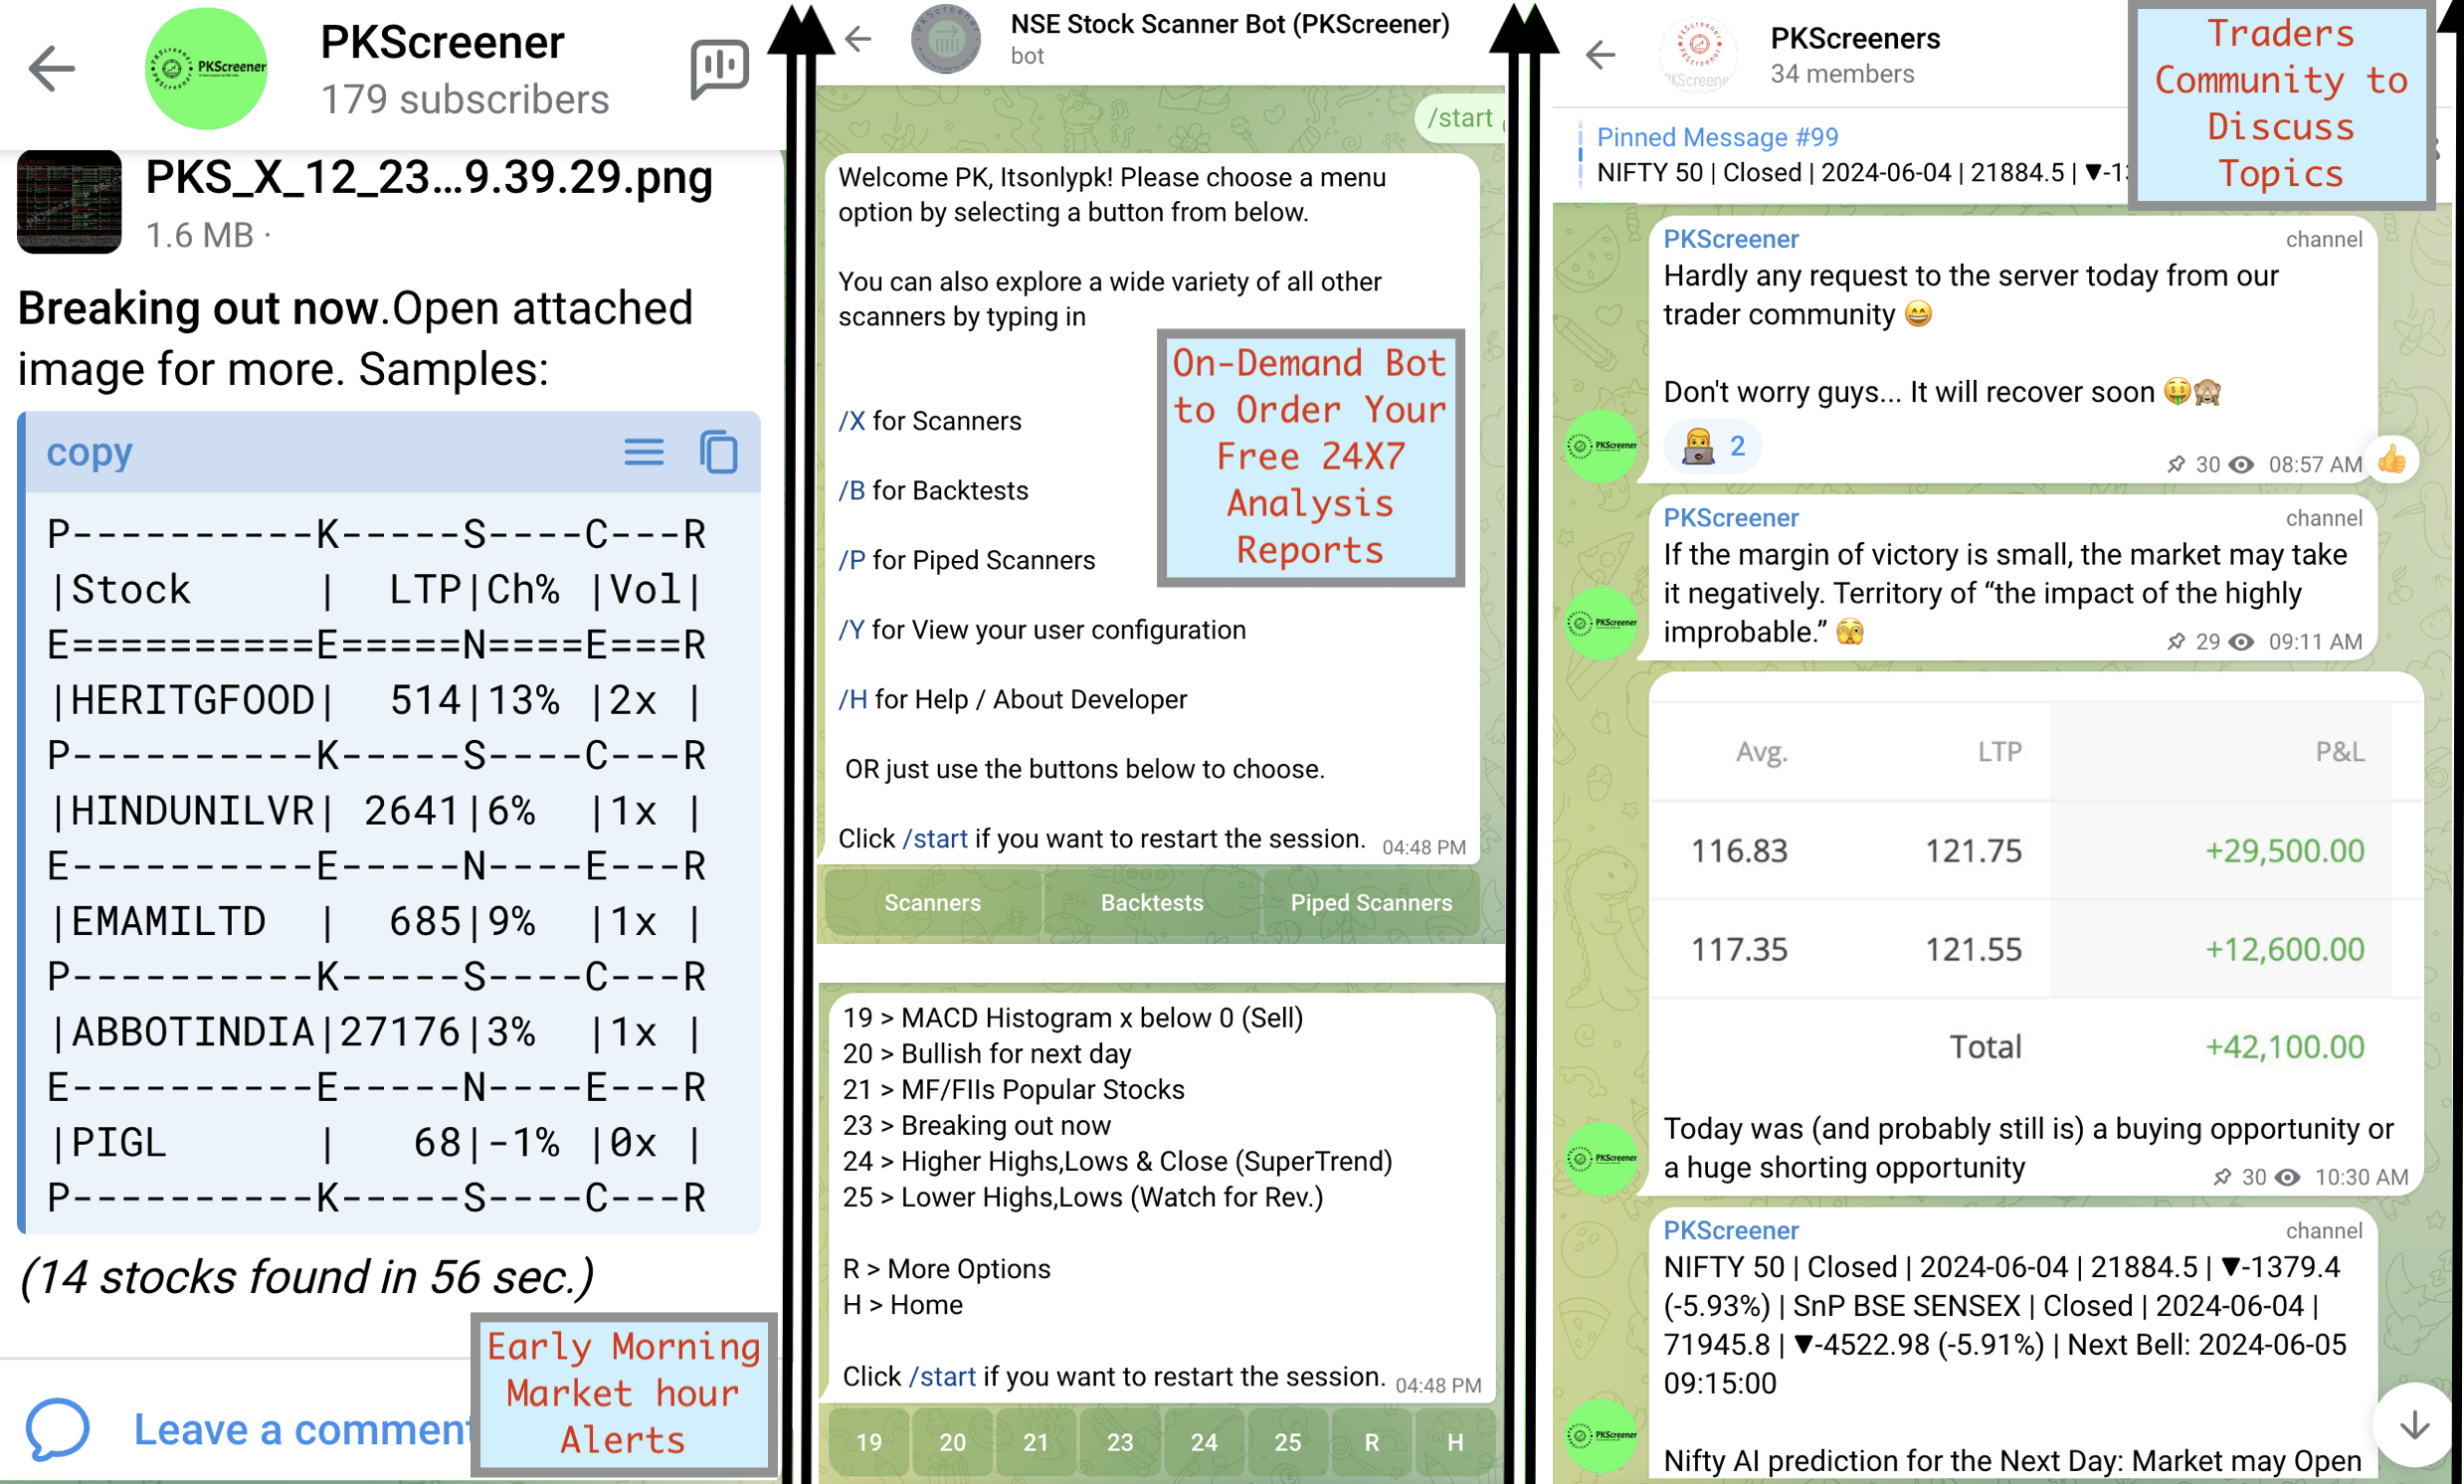 PKScreener
179 subscribers
PKS_X_12_23...9.39.29.png
1.6 MB ·
Breaking out now.Open attached
image for more. Samples:
copy
P----------K-----S----C---R
|Stock      |  LTP|Ch% |Vol|
E==========E=====N====E===R
|HERITGFOOD|  514|13% |2x |
P----------K-----S----C---R
|HINDUNILVR| 2641|6%  |1x |
E----------E-----N----E---R
|EMAMILTD  |  685|9%  |1x |
P----------K-----S----C---R
|ABBOTINDIA|27176|3%  |1x |
E----------E-----N----E---R
|PIGL      |   68|-1% |0x |
P----------K-----S----C---R
(14 stocks found in 56 sec.)
Early Morning
Market hour
Alerts
Leave a comment
NSE Stock Scanner Bot (PKScreener)
bot
/start
Welcome PK, Itsonlypk! Please choose a menu
option by selecting a button from below.
You can also explore a wide variety of all other
scanners by typing in
On-Demand Bot
to Order Your
Free 24X7
Analysis
Reports
/X for Scanners
/B for Backtests
/P for Piped Scanners
/Y for View your user configuration
/H for Help / About Developer
OR just use the buttons below to choose.
Click /start if you want to restart the session. 04:48 PM
Scanners Backtests Piped Scanners
19 > MACD Histogram x below 0 (Sell)
20 > Bullish for next day
21 > MF/FIIs Popular Stocks
23 > Breaking out now
24 > Higher Highs,Lows & Close (SuperTrend)
25 > Lower Highs,Lows (Watch for Rev.)
R > More Options
H > Home
Click /start if you want to restart the session. 04:48 PM
19 20 21 23 24 25 R H
PKScreeners
34 members
Traders
Community to
Discuss
Topics
Pinned Message #99
NIFTY 50 | Closed | 2024-06-04 | 21884.5 | ▼-13
PKScreener channel
Hardly any request to the server today from our
trader community 😄
Don't worry guys... It will recover soon 🤑🙈
👨‍💻 2
30 08:57 AM 👍
PKScreener channel
If the margin of victory is small, the market may take
it negatively. Territory of “the impact of the highly
improbable.” 🫣
29 09:11 AM
Avg. LTP P&L
116.83 121.75 +29,500.00
117.35 121.55 +12,600.00
Total +42,100.00
Today was (and probably still is) a buying opportunity or
a huge shorting opportunity
30 10:30 AM
PKScreener channel
NIFTY 50 | Closed | 2024-06-04 | 21884.5 | ▼-1379.4
(-5.93%) | SnP BSE SENSEX | Closed | 2024-06-04 |
71945.8 | ▼-4522.98 (-5.91%) | Next Bell: 2024-06-05
09:15:00
Nifty AI prediction for the Next Day: Market may Open